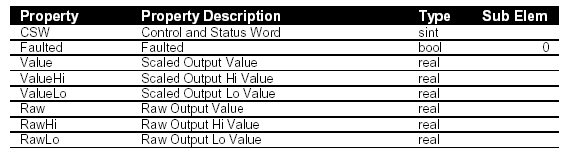 Property Property Description Type Sub Elem
CSW Control and Status Word sint
Faulted Faulted bool 0
Value Scaled Output Value real
ValueHi Scaled Output Hi Value real
ValueLo Scaled Output Lo Value real
Raw Raw Output Value real
RawHi Raw Output Hi Value real
RawLo Raw Output Lo Value real